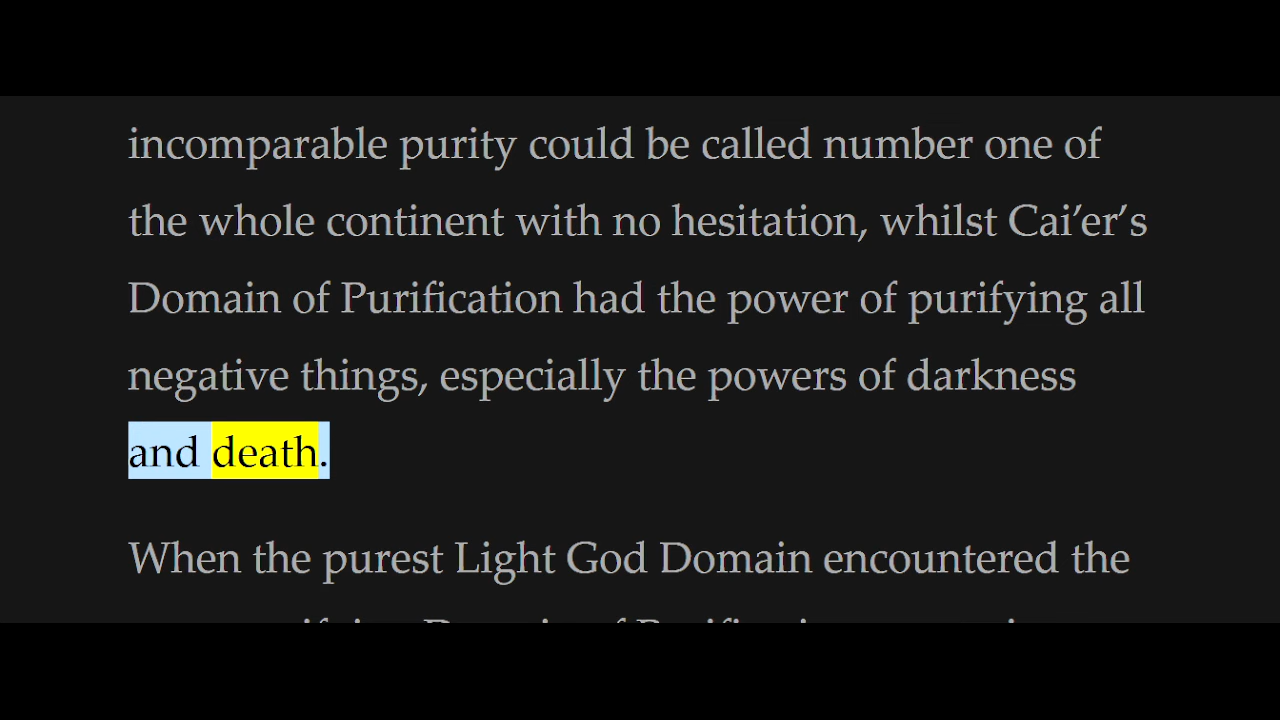 incomparable purity could be called number one of
the whole continent with no hesitation, whilst Cai’er’s
Domain of Purification had the power of purifying all
negative things, especially the powers of darkness
and death.
When the purest Light God Domain encountered the